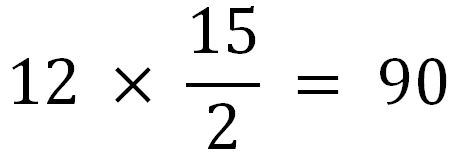 12 × 15/2 = 90